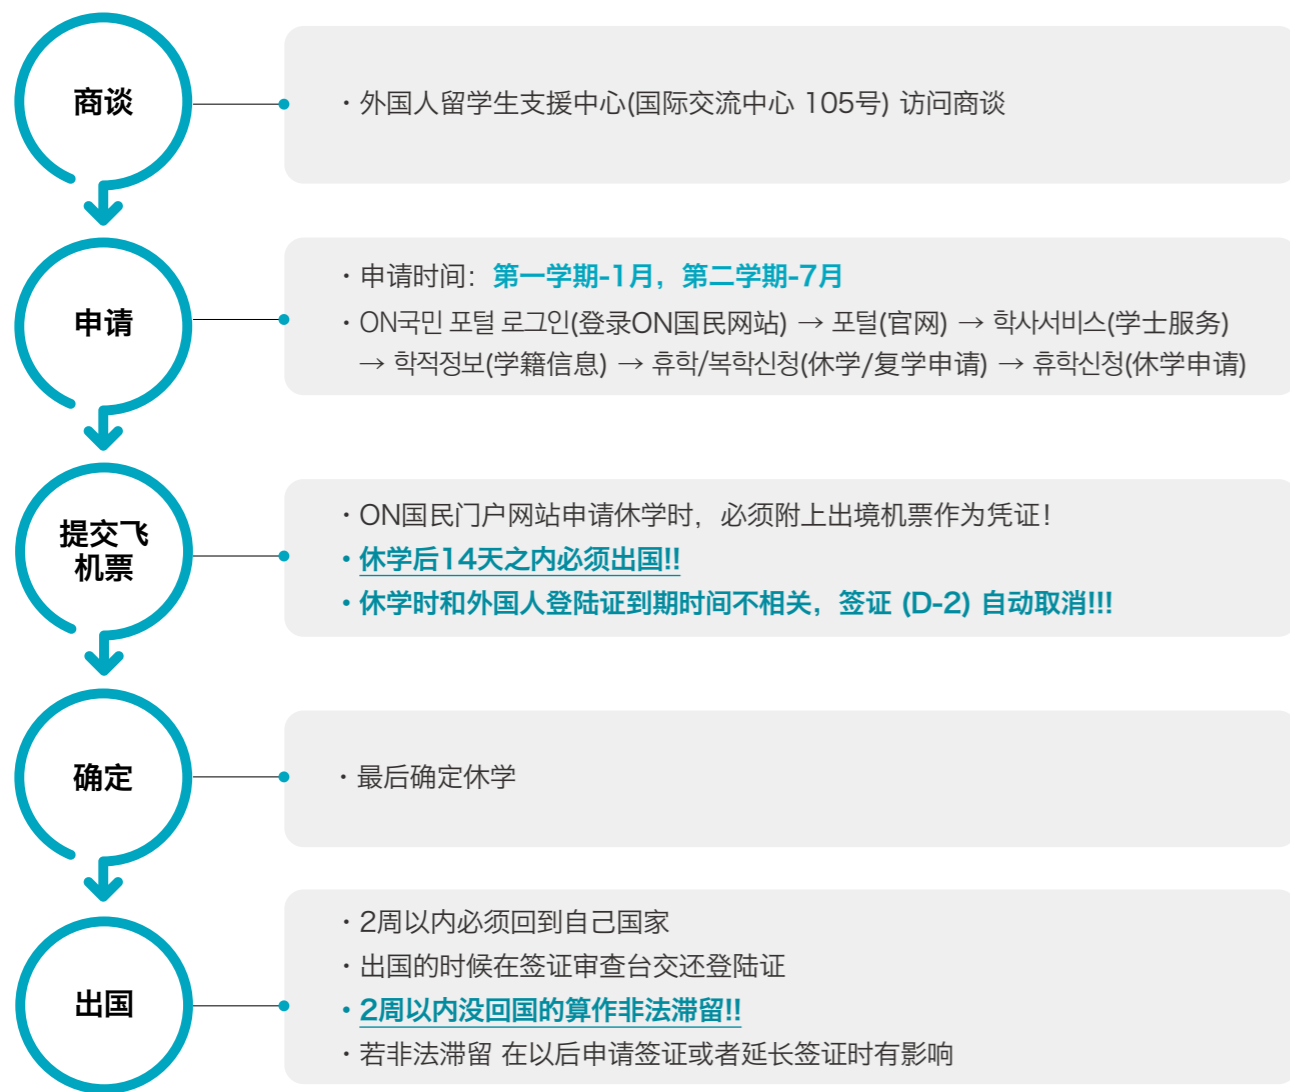 商谈
・外国人留学生支援中心(国际交流中心 105号) 访问商谈
申请
・申请时间：第一学期-1月，第二学期-7月
・ON국민 포털 로그인(登录ON国民网站) → 포털(官网) → 학사서비스(学士服务)
→ 학적정보(学籍信息) → 휴학/복학신청(休学/复学申请) → 휴학신청(休学申请)
提交飞
机票
・ON国民门户网站申请休学时，必须附上出境机票作为凭证！
・休学后14天之内必须出国!!
・休学时和外国人登陆证到期时间不相关，签证 (D-2) 自动取消!!!
确定
・最后确定休学
出国
・2周以内必须回到自己国家
・出国的时候在签证审查台交还登陆证
・2周以内没回国的算作非法滞留!!
・若非法滞留 在以后申请签证或者延长签证时有影响